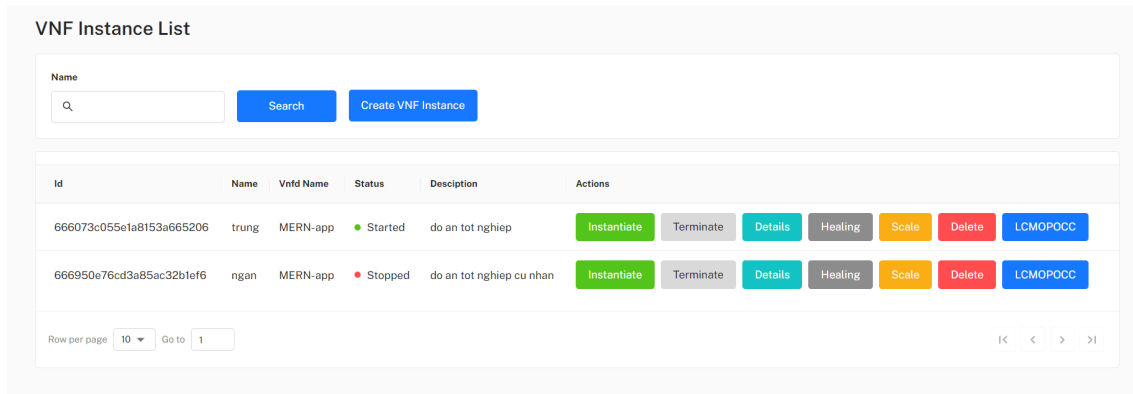 VNF Instance List
Name
Search Create VNF Instance
Id Name Vnfd Name Status Desciption Actions
666073c055e1a8153a665206 trung MERN-app Started do an tot nghiep Instantiate Terminate Details Healing Scale Delete LCMOPOCC
666950e76cd3a85ac32b1ef6 ngan MERN-app Stopped do an tot nghiep cu nhan Instantiate Terminate Details Healing Scale Delete LCMOPOCC
Row per page 10 Go to 1